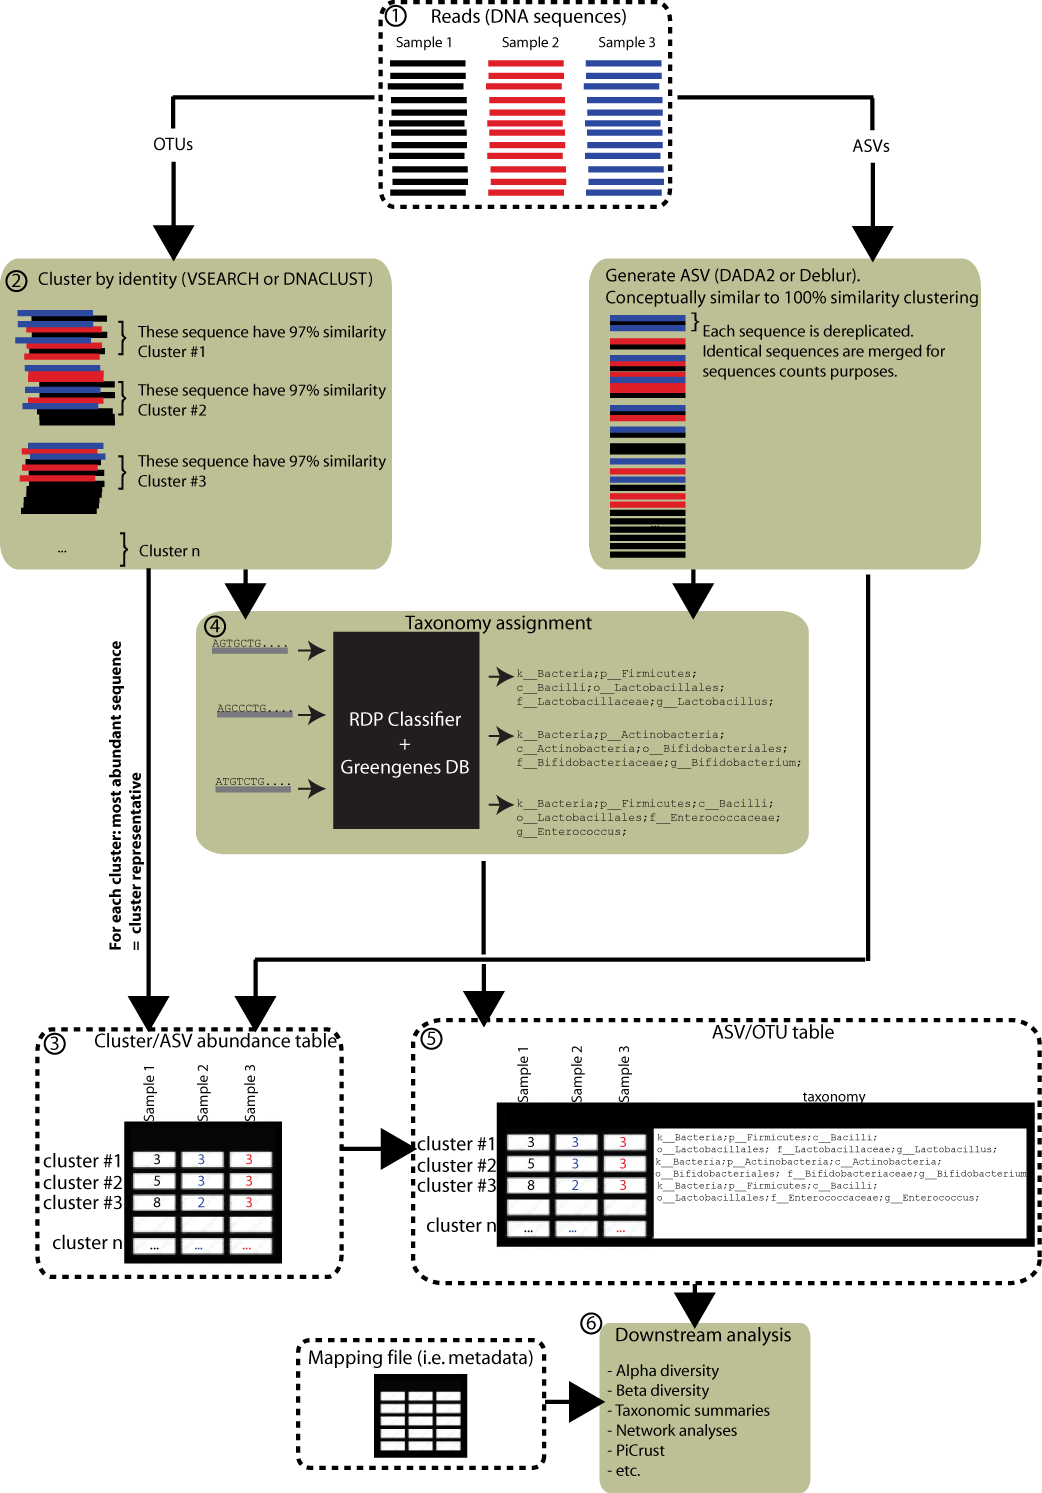 1 Reads (DNA sequences)
Sample 1 Sample 2 Sample 3
OTUs
ASVs
2 Cluster by identity (VSEARCH or DNACLUST)
These sequence have 97% similarity
Cluster #1
These sequence have 97% similarity
Cluster #2
These sequence have 97% similarity
Cluster #3
... Cluster n
Generate ASV (DADA2 or Deblur).
Conceptually similar to 100% similarity clustering
Each sequence is dereplicated.
Identical sequences are merged for
sequences counts purposes.
...
For each cluster: most abundant sequence
= cluster representative
4 Taxonomy assignment
AGTGCTG....
AGCCCTG....
ATGTCTG....
RDP Classifier
+
Greengenes DB
k__Bacteria;p__Firmicutes;
c__Bacilli;o__Lactobacillales;
f__Lactobacillaceae;g__Lactobacillus;
k__Bacteria;p__Actinobacteria;
c__Actinobacteria;o__Bifidobacteriales;
f__Bifidobacteriaceae;g__Bifidobacterium;
k__Bacteria;p__Firmicutes;c__Bacilli;
o__Lactobacillales;f__Enterococcaceae;
g__Enterococcus;
3 Cluster/ASV abundance table
Sample 1 Sample 2 Sample 3
cluster #1 3 3 3
cluster #2 5 3 3
cluster #3 8 2 3
cluster n ... ... ...
5 ASV/OTU table
Sample 1 Sample 2 Sample 3
taxonomy
cluster #1 3 3 3
cluster #2 5 3 3
cluster #3 8 2 3
cluster n ... ... ...
k__Bacteria;p__Firmicutes;c__Bacilli;
o__Lactobacillales; f__Lactobacillaceae;g__Lactobacillus;
k__Bacteria;p__Actinobacteria;c__Actinobacteria;
o__Bifidobacteriales; f__Bifidobacteriaceae;g__Bifidobacterium
k__Bacteria;p__Firmicutes;c__Bacilli;
o__Lactobacillales;f__Enterococcaceae;g__Enterococcus;
Mapping file (i.e. metadata)
6 Downstream analysis
- Alpha diversity
- Beta diversity
- Taxonomic summaries
- Network analyses
- PiCrust
- etc.